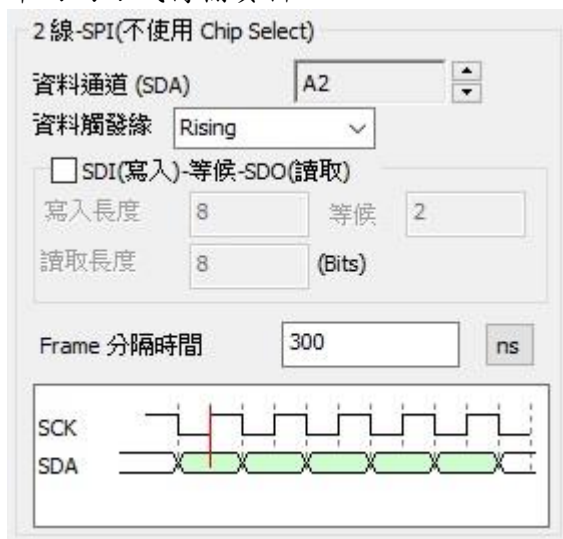 2 線-SPI(不使用 Chip Select)
資料通道 (SDA) A2
資料觸發緣 Rising
SDI(寫入)-等候-SDO(讀取)
寫入長度 8 等候 2
讀取長度 8 (Bits)
Frame 分隔時間 300 ns
SCK
SDA